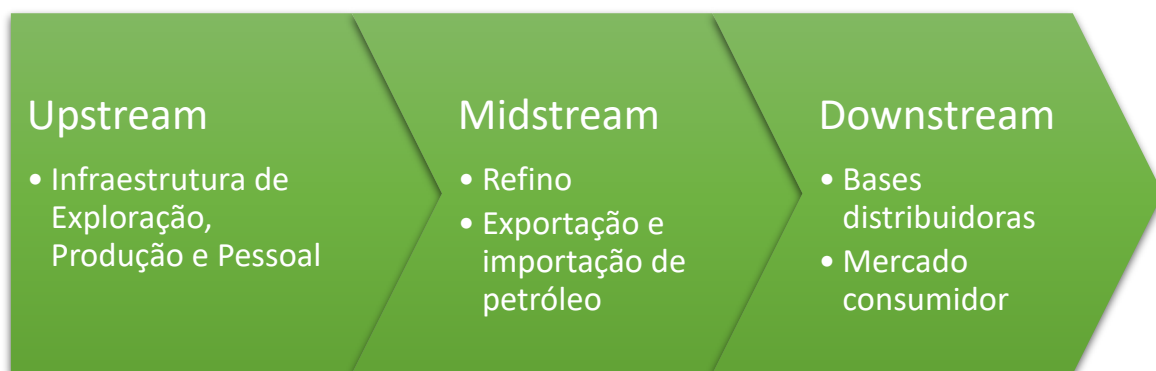 Upstream
• Infraestrutura de
Exploração,
Produção e Pessoal
Midstream
• Refino
• Exportação e
importação de
petróleo
Downstream
• Bases
distribuidoras
• Mercado
consumidor